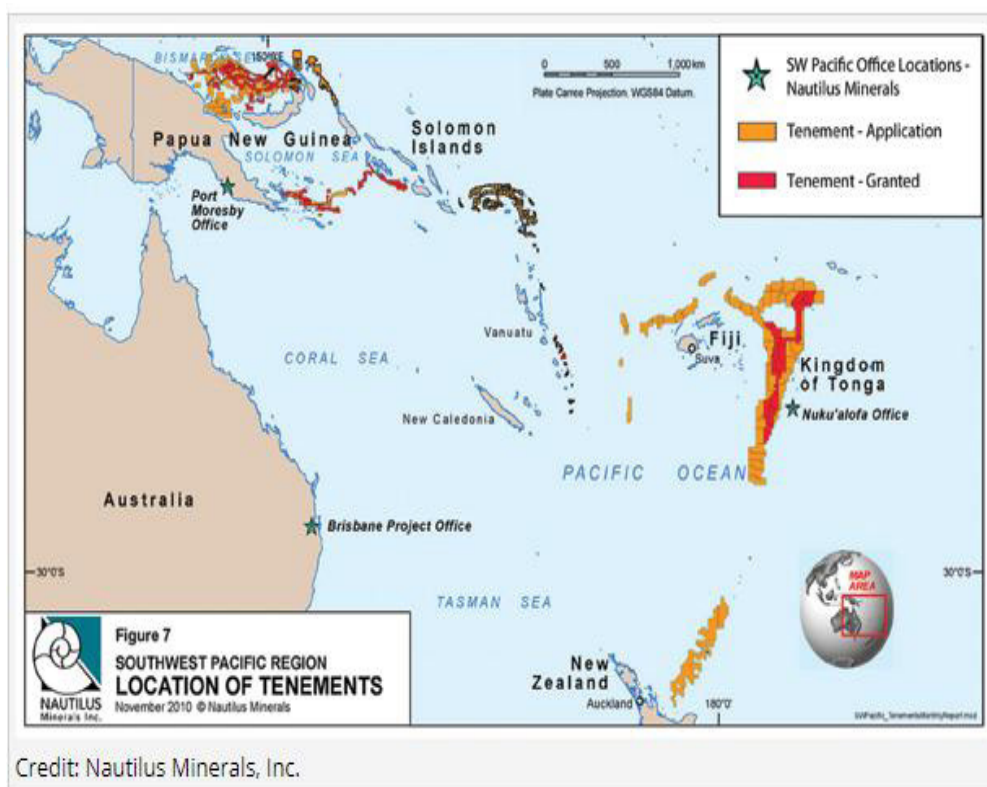 BISMARCK SEA
150°0'E
0 500 1,000 km
Plate Carree Projection. WGS84 Datum.
SW Pacific Office Locations -
Nautilus Minerals
Tenement - Application
Tenement - Granted
Papua New Guinea
SOLOMON SEA
Solomon
Islands
Port
Moresby
Office
Vanuatu
Fiji
Suva
CORAL SEA
Kingdom
of Tonga
Nuku'alofa Office
New Caledonia
PACIFIC OCEAN
Australia
Brisbane Project Office
30°0'S
30°0'S
MAP
AREA
TASMAN SEA
New
Zealand
Auckland
180°0'
NAUTILUS
Minerals Inc.
Figure 7
SOUTHWEST PACIFIC REGION
LOCATION OF TENEMENTS
November 2010 © Nautilus Minerals
Credit: Nautilus Minerals, Inc.